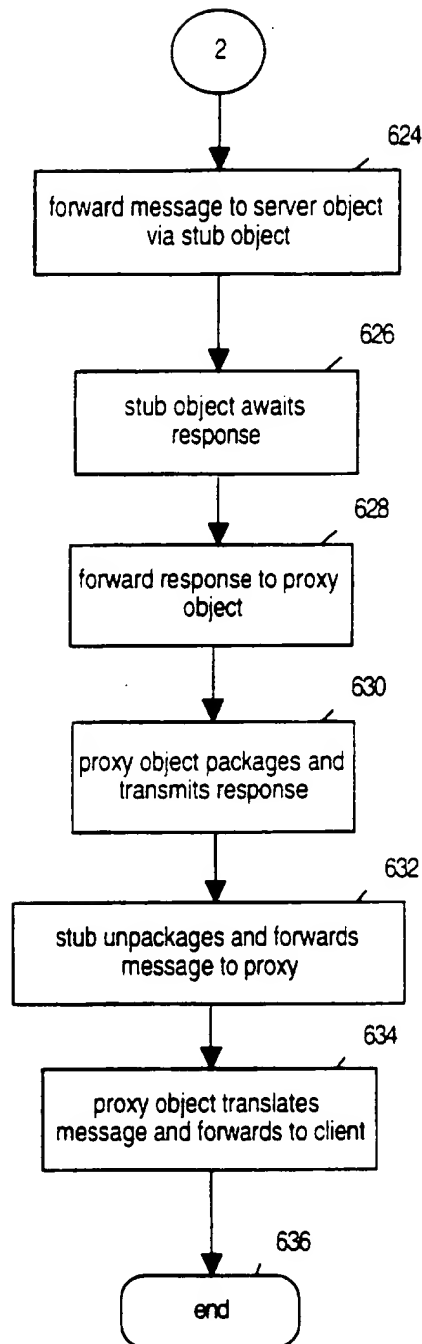 2
624
forward message to server object
via stub object
626
stub object awaits
response
628
forward response to proxy
object
630
proxy object packages and
transmits response
632
stub unpackages and forwards
message to proxy
634
proxy object translates
message and forwards to client
636
end